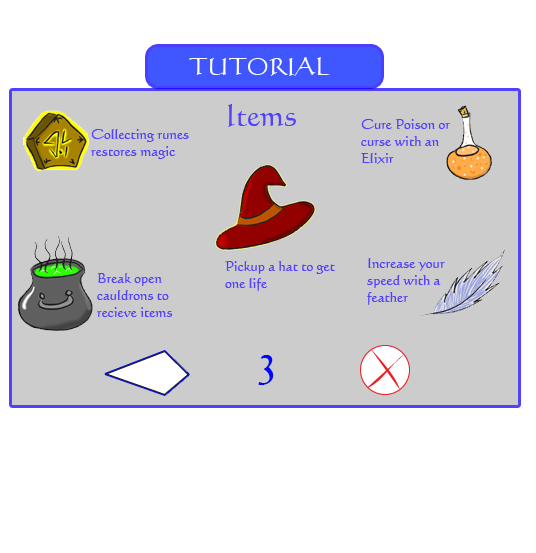 TUTORIAL
Items
Collecting runes
restores magic
Cure Poison or
curse with an
Elixir
Pickup a hat to get
one life
Break open
cauldrons to
recieve items
Increase your
speed with a
feather
3